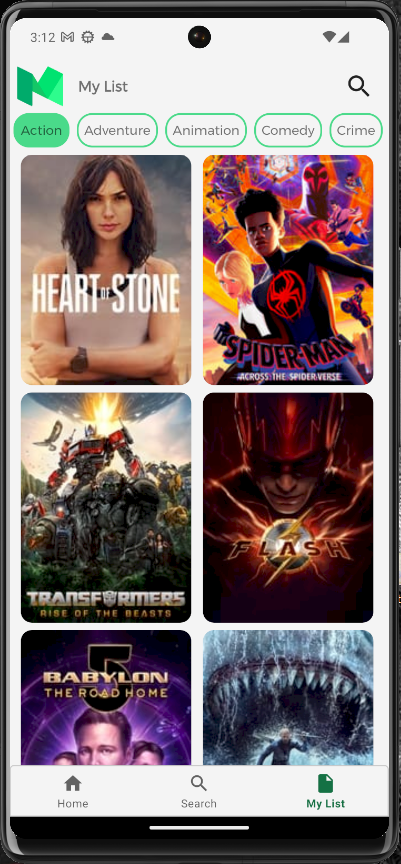 3:12
My List
Action
Adventure
Animation
Comedy
Crime
HEART OF STONE
SPIDER-MAN
ACROSS THE SPIDER-VERSE
TRANSFORMERS
RISE OF THE BEASTS
FLASH
BABYLON
5
THE ROAD HOME
Home
Search
My List